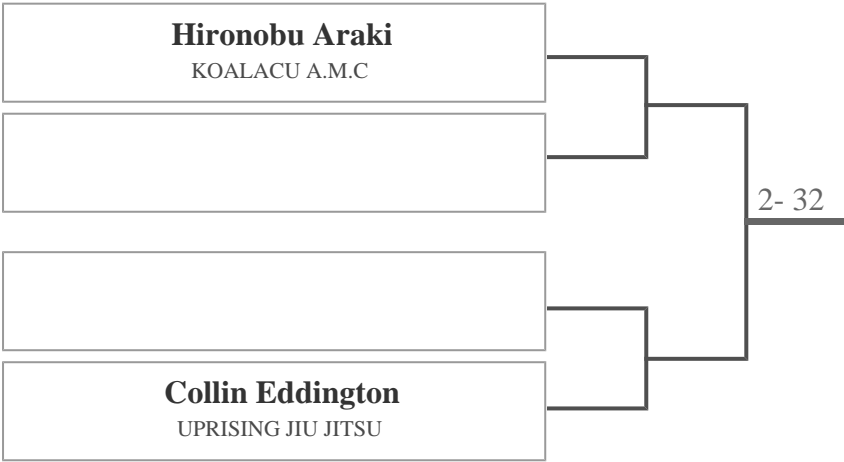 Hironobu Araki
KOALACU A.M.C
2- 32
Collin Eddington
UPRISING JIU JITSU